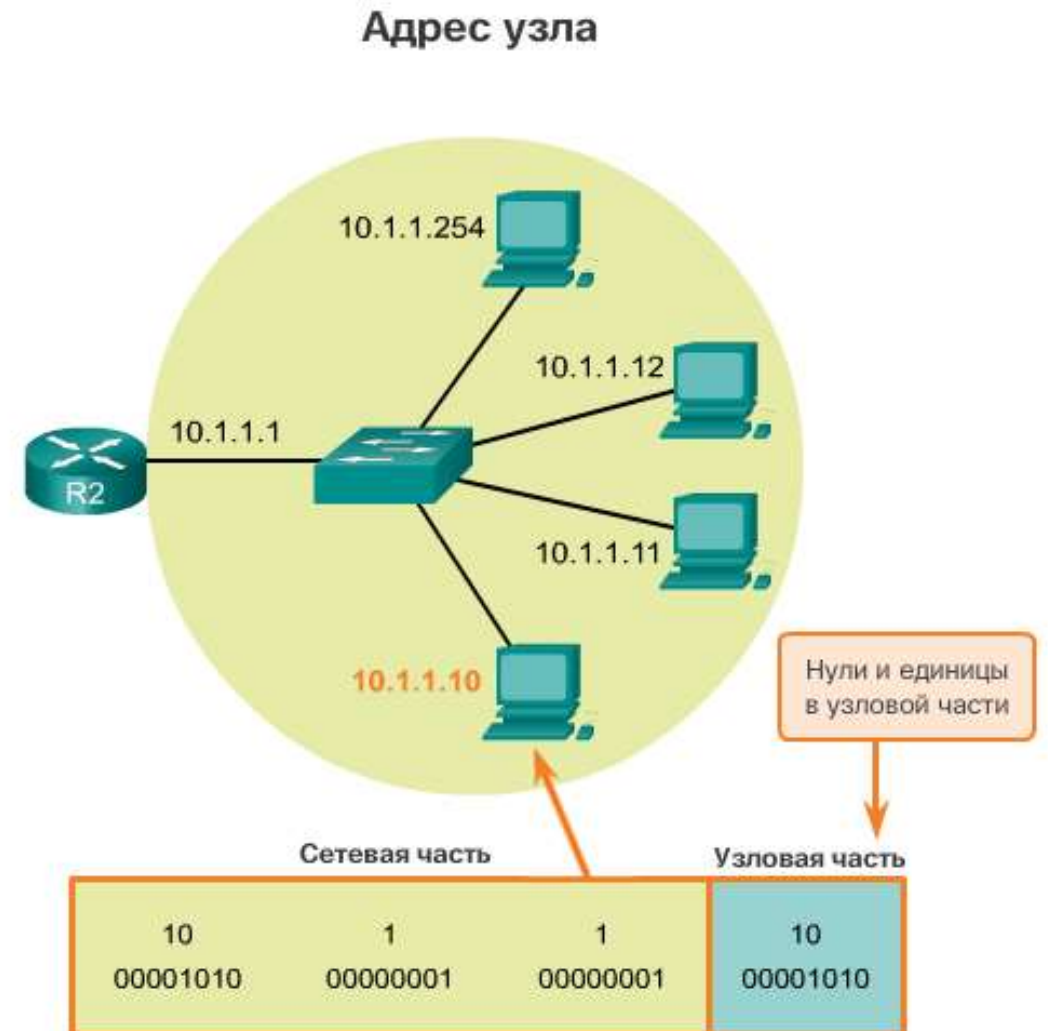 Адрес узла
10.1.1.254
10.1.1.12
10.1.1.1
R2
10.1.1.11
10.1.1.10
Нули и единицы
в узловой части
Сетевая часть
Узловая часть
10 1 1 10
00001010 00000001 00000001 00001010